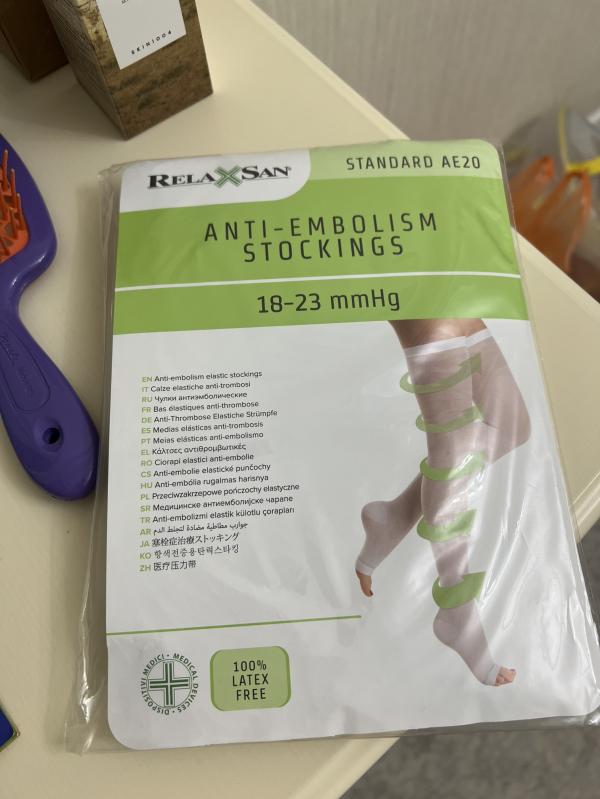 SKIN1004
RELAXSAN®
STANDARD AE20
ANTI-EMBOLISM
STOCKINGS
18-23 mmHg
EN Anti-embolism elastic stockings
IT Calze elastiche anti-trombosi
RU Чулки антиэмболические
FR Bas élastiques anti-thrombose
DE Anti-Thrombose Elastiche Strümpfe
ES Medias elásticas anti-trombosis
PT Meias elásticas anti-embolismo
EL Κάλτσες αντιθρομβωτικές
RO Ciorapi elastici anti-embolie
CS Anti-embolie elastické punčochy
HU Anti-embólia rugalmas harisnya
PL Przeciwzakrzepowe pończochy elastyczne
SR Медицинске антиемболијске чарапе
TR Anti-embolizmi elastik külotlu çorapları
AR جوارب مطاطية مضادة لتجلط الدم
JA 塞栓症治療ストッキング
KO 항색전증용탄력스타킹
ZH 医疗压力带
DISPOSITIVI MEDICI • MEDICAL DEVICES •
100%
LATEX
FREE